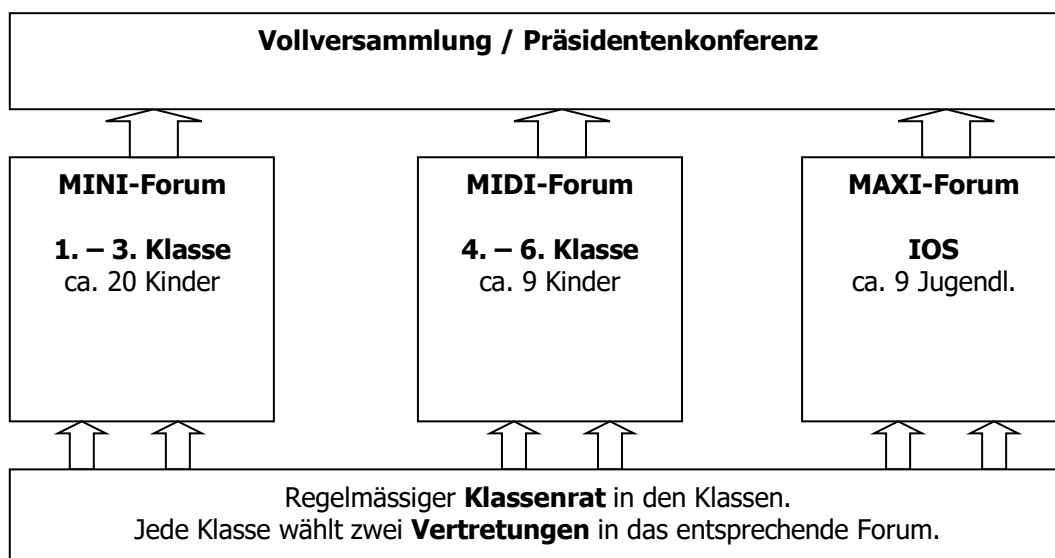 Vollversammlung / Präsidentenkonferenz
MINI-Forum
1. – 3. Klasse
ca. 20 Kinder
MIDI-Forum
4. – 6. Klasse
ca. 9 Kinder
MAXI-Forum
IOS
ca. 9 Jugendl.
Regelmässiger Klassenrat in den Klassen.
Jede Klasse wählt zwei Vertretungen in das entsprechende Forum.